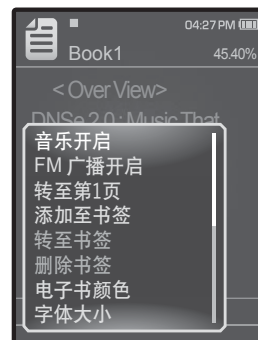 04:27 PM
Book1
45.40%
< Over View>
DNSe 2.0 : Music That
音乐开启
FM 广播开启
转至第1页
添加至书签
转至书签
删除书签
电子书颜色
字体大小